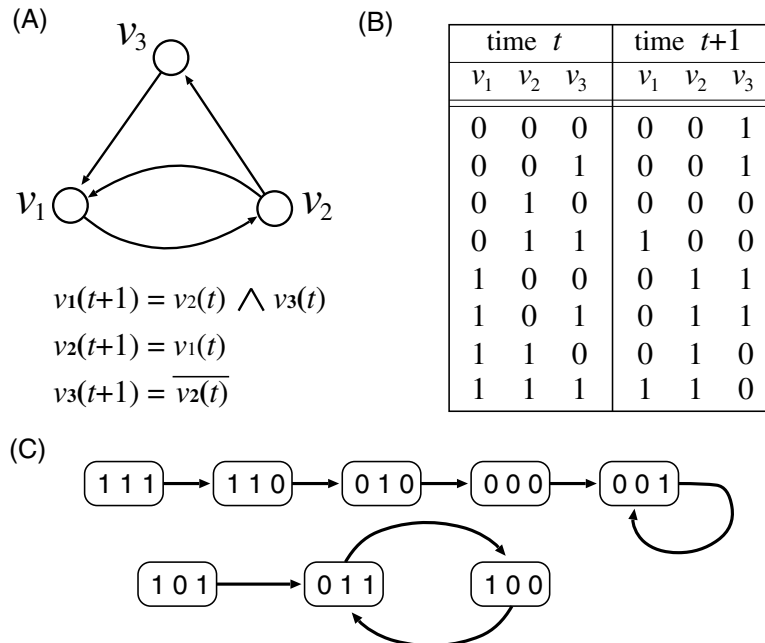 (A)
v₃
v₁
v₂
v₁(t+1) = v₂(t) ∧ v₃(t)
v₂(t+1) = v₁(t)
v₃(t+1) = v̅₂̅(̅t̅)̅
(B)
time t time t+1
v₁ v₂ v₃ v₁ v₂ v₃
0 0 0 0 0 1
0 0 1 0 0 1
0 1 0 0 0 0
0 1 1 1 0 0
1 0 0 0 1 1
1 0 1 0 1 1
1 1 0 0 1 0
1 1 1 1 1 0
(C)
1 1 1 1 1 0 0 1 0 0 0 0 0 0 1
1 0 1 0 1 1 1 0 0